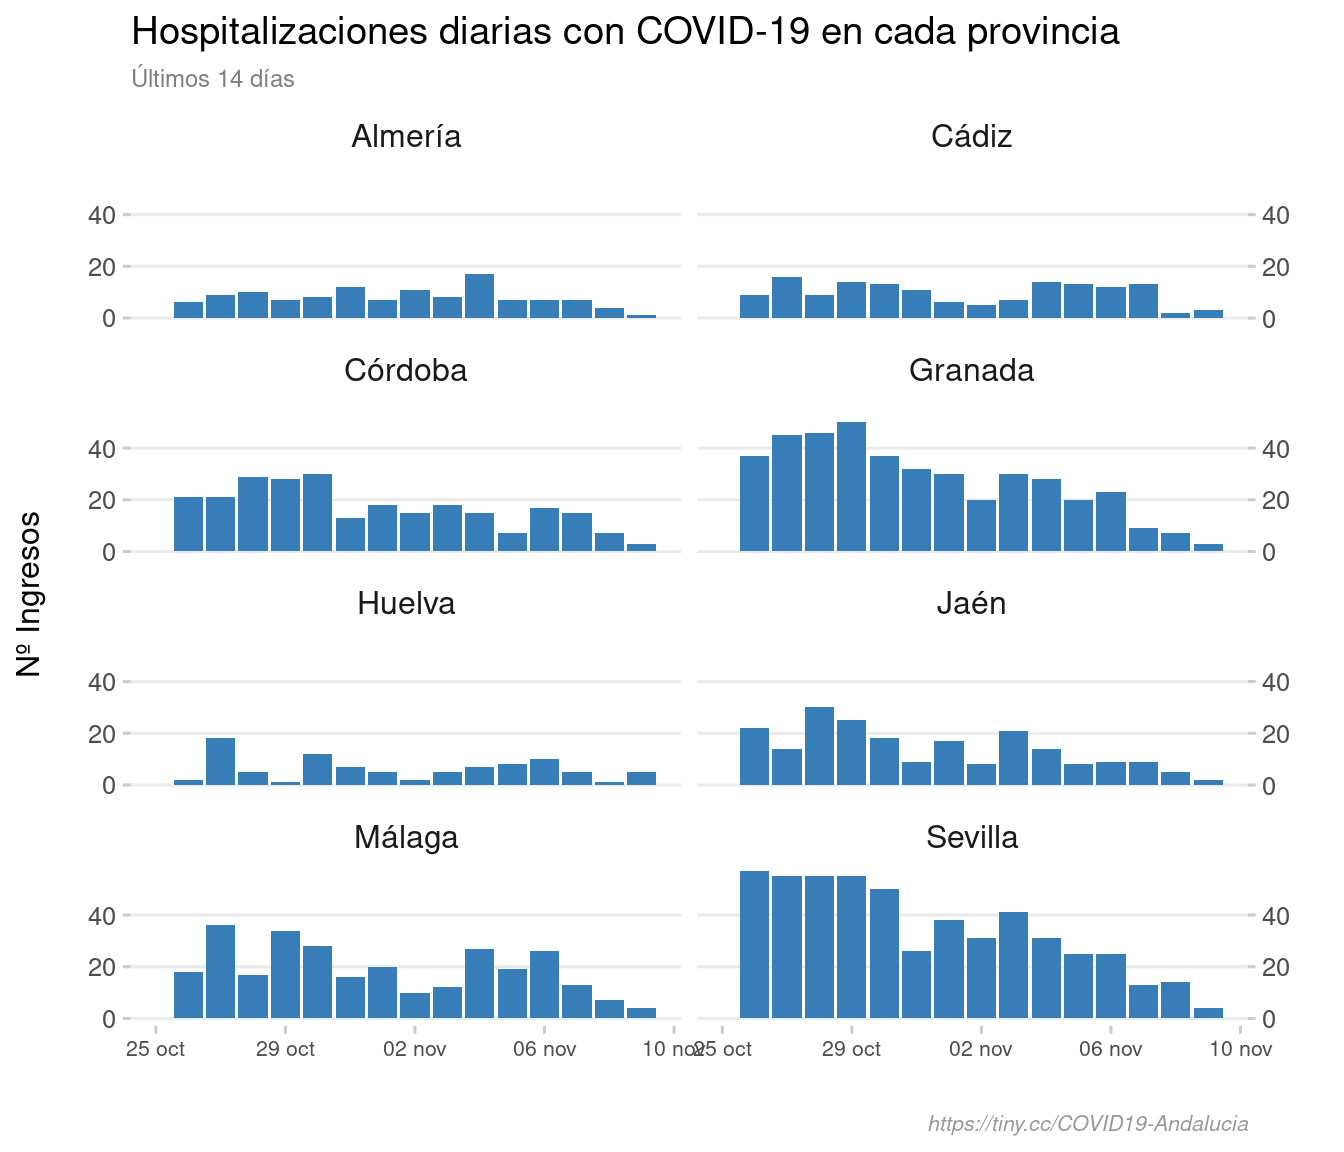 Hospitalizaciones diarias con COVID-19 en cada provincia
Últimos 14 días
Almería
Cádiz
40
20
0
40
20
0
Córdoba
Granada
40
20
0
40
20
0
Nº Ingresos
Huelva
Jaén
40
20
0
40
20
0
Málaga
Sevilla
40
20
0
40
20
0
25 oct 29 oct 02 nov 06 nov 10 nov
25 oct 29 oct 02 nov 06 nov 10 nov
https://tiny.cc/COVID19-Andalucia